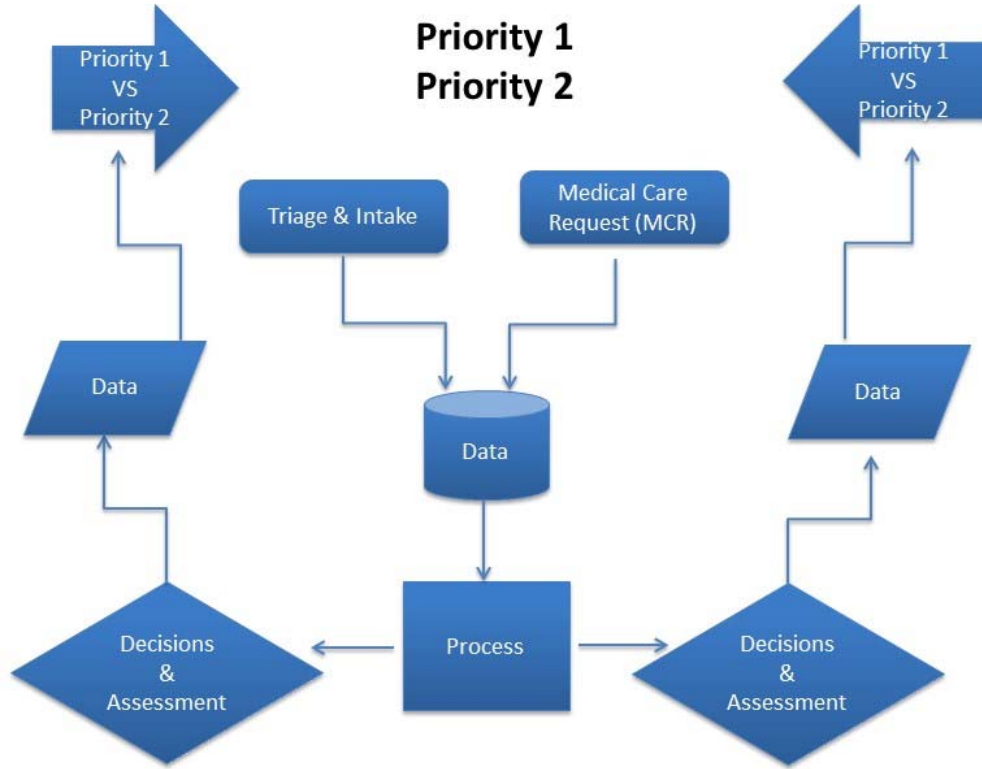 Priority 1
Priority 2
Priority 1
VS
Priority 2
Priority 1
VS
Priority 2
Triage & Intake
Medical Care
Request (MCR)
Data
Data
Data
Decisions
&
Assessment
Process
Decisions
&
Assessment